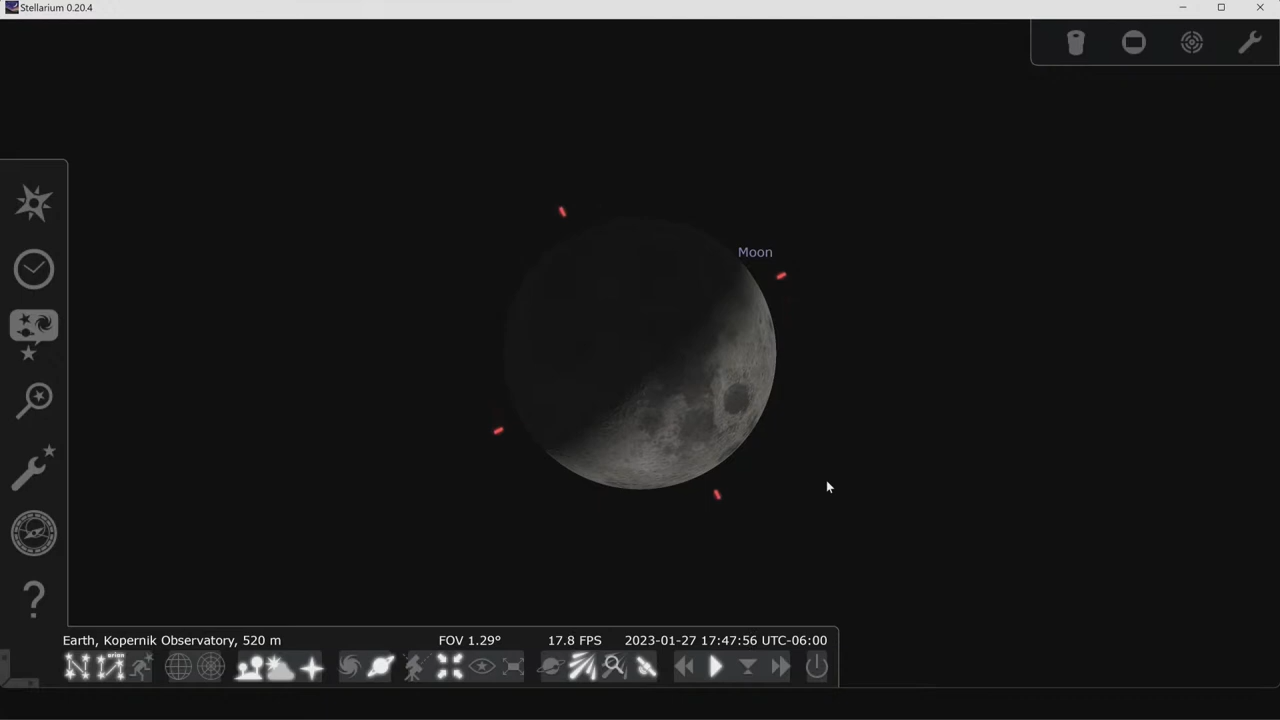 Stellarium 0.20.4
Moon
Earth, Kopernik Observatory, 520 m
FOV 1.29°
17.8 FPS
2023-01-27 17:47:56 UTC-06:00